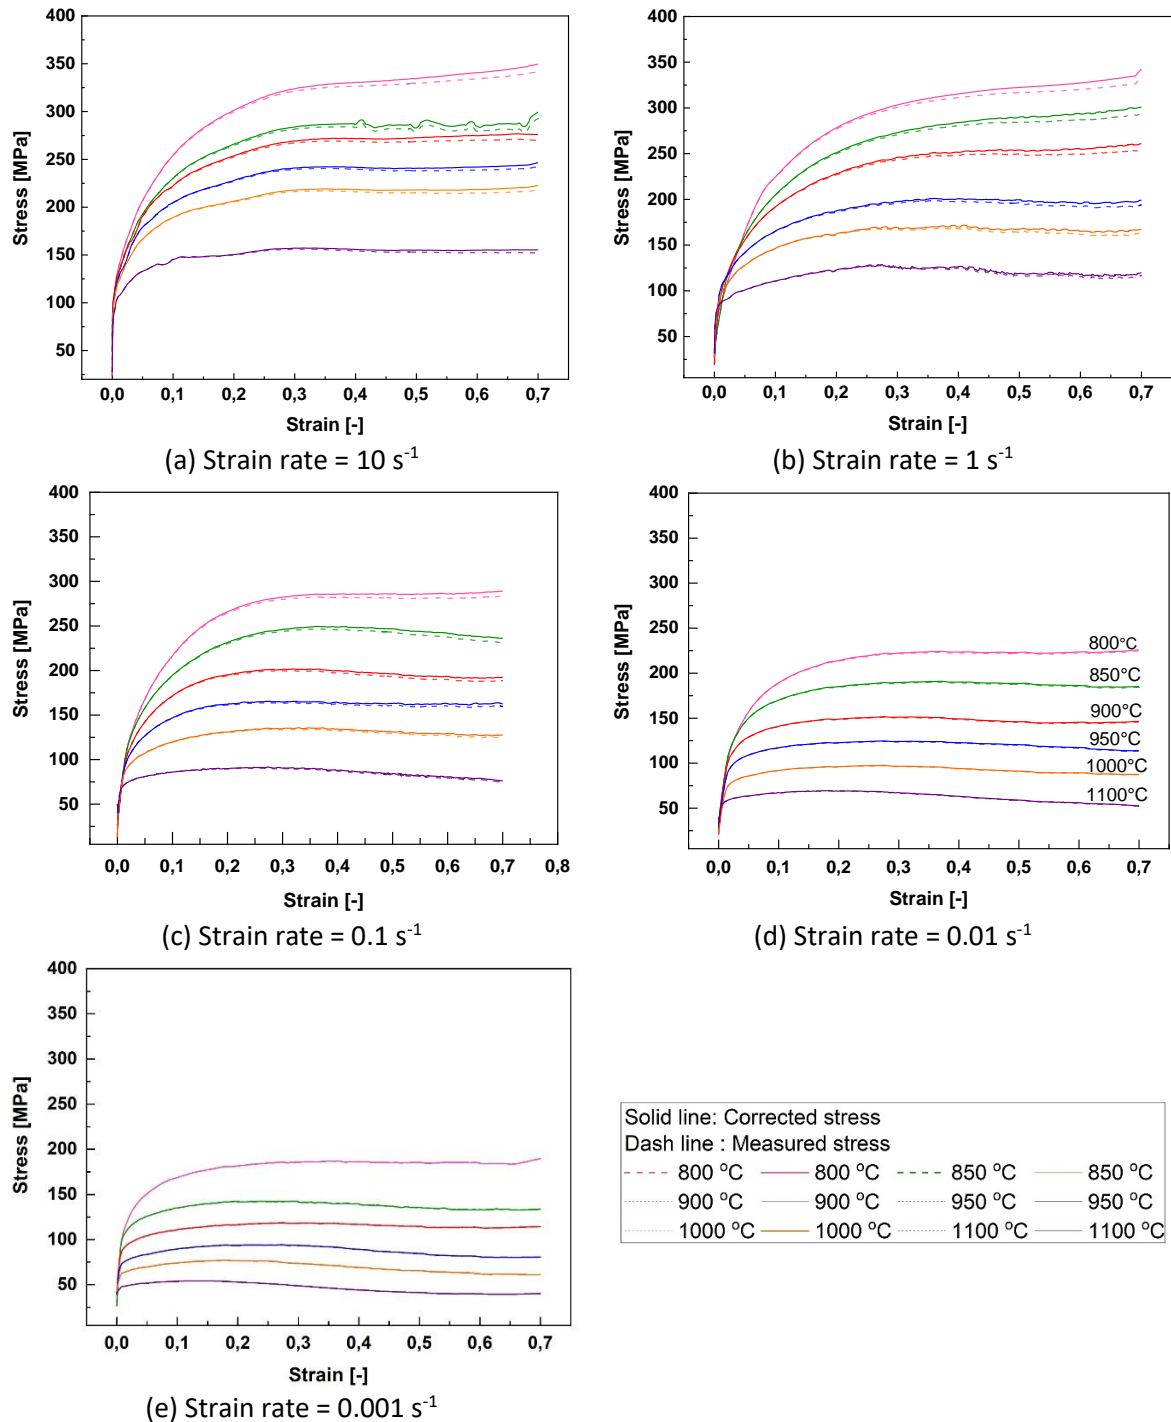 400
350
300
250
200
150
100
50
Stress [MPa]
0,0 0,1 0,2 0,3 0,4 0,5 0,6 0,7
Strain [-]
(a) Strain rate = 10 s-1
400
350
300
250
200
150
100
50
Stress [MPa]
0,0 0,1 0,2 0,3 0,4 0,5 0,6 0,7
Strain [-]
(b) Strain rate = 1 s-1
400
350
300
250
200
150
100
50
Stress [MPa]
0,0 0,1 0,2 0,3 0,4 0,5 0,6 0,7 0,8
Strain [-]
(c) Strain rate = 0.1 s-1
400
350
300
250
200
150
100
50
Stress [MPa]
800°C
850°C
900°C
950°C
1000°C
1100°C
0,0 0,1 0,2 0,3 0,4 0,5 0,6 0,7
Strain [-]
(d) Strain rate = 0.01 s-1
400
350
300
250
200
150
100
50
Stress [MPa]
0,0 0,1 0,2 0,3 0,4 0,5 0,6 0,7
Strain [-]
(e) Strain rate = 0.001 s-1
Solid line: Corrected stress
Dash line : Measured stress
800 °C 800 °C 850 °C 850 °C
900 °C 900 °C 950 °C 950 °C
1000 °C 1000 °C 1100 °C 1100 °C